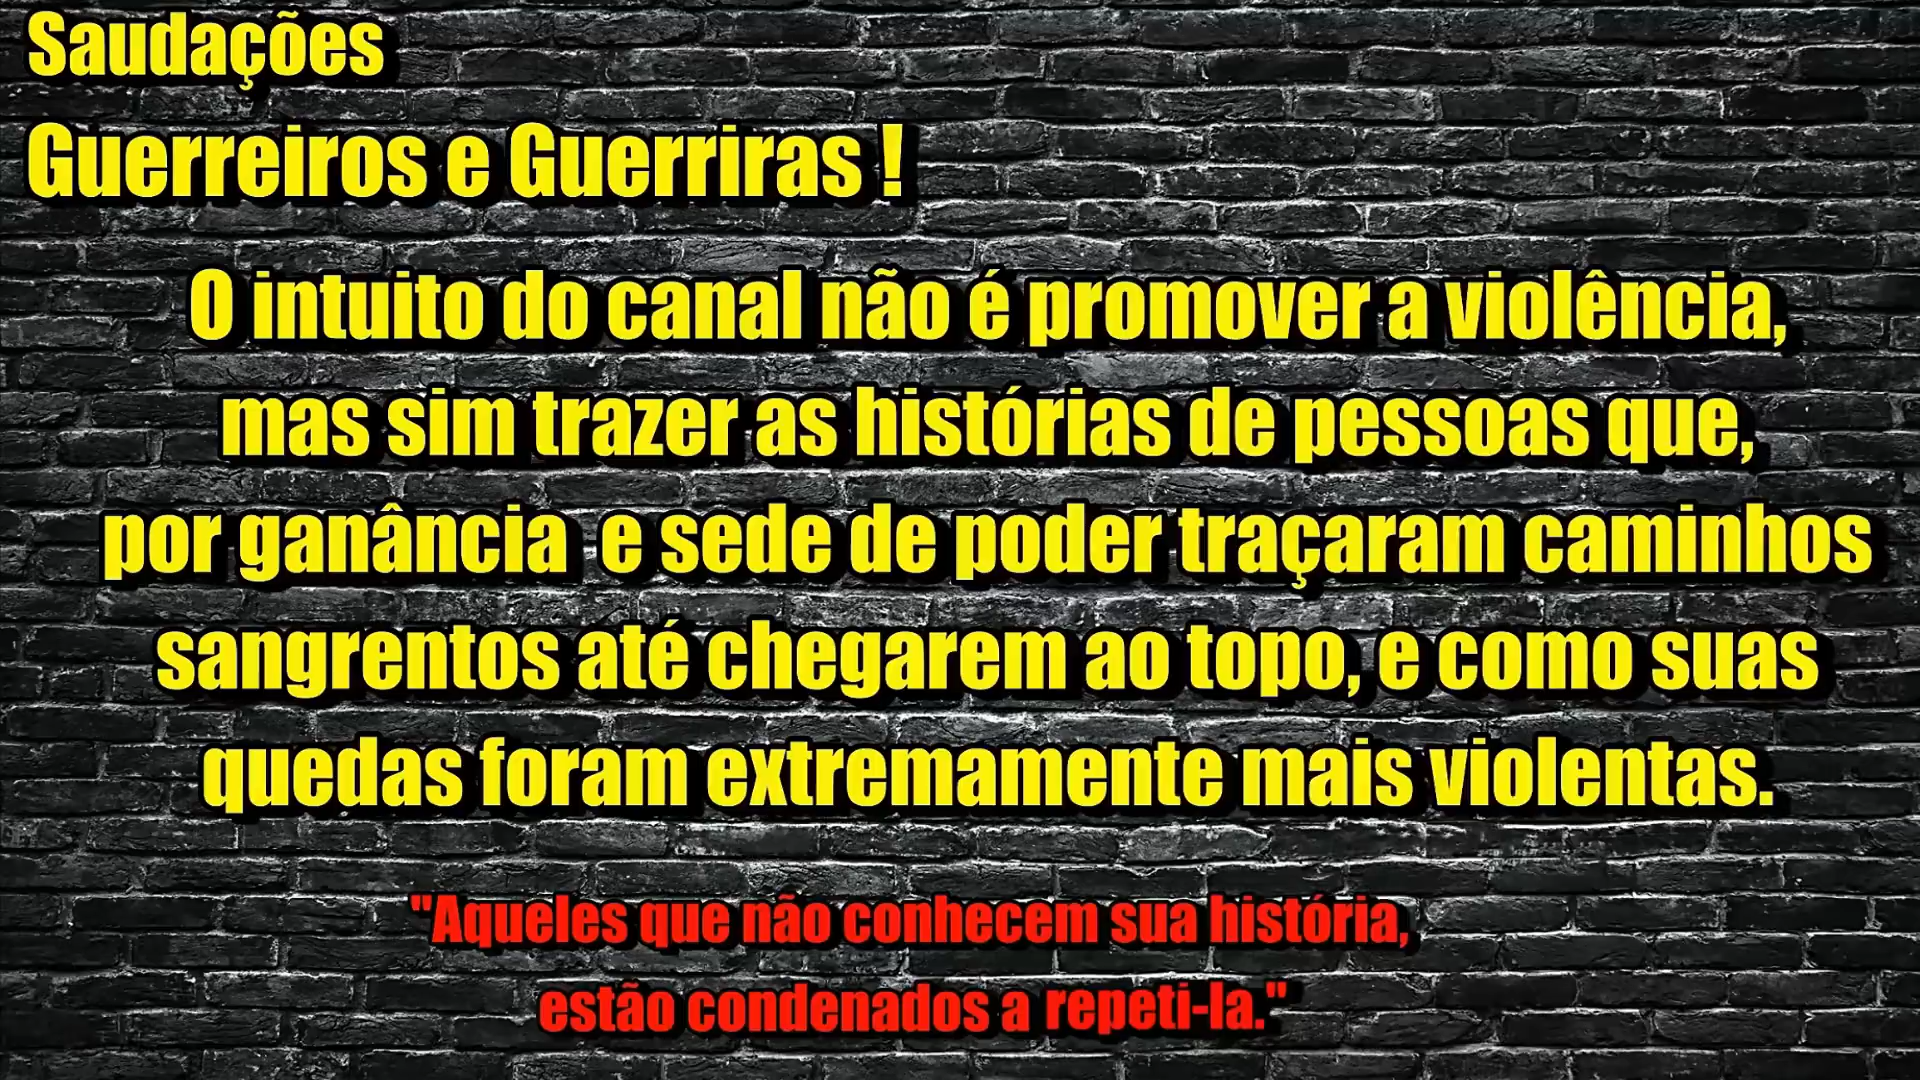 Saudações
Guerreiros e Guerriras !
O intuito do canal não é promover a violência,
mas sim trazer as histórias de pessoas que,
por ganância e sede de poder traçaram caminhos
sangrentos até chegarem ao topo, e como suas
quedas foram extremamente mais violentas.
"Aqueles que não conhecem sua história,
estão condenados a repeti-la."